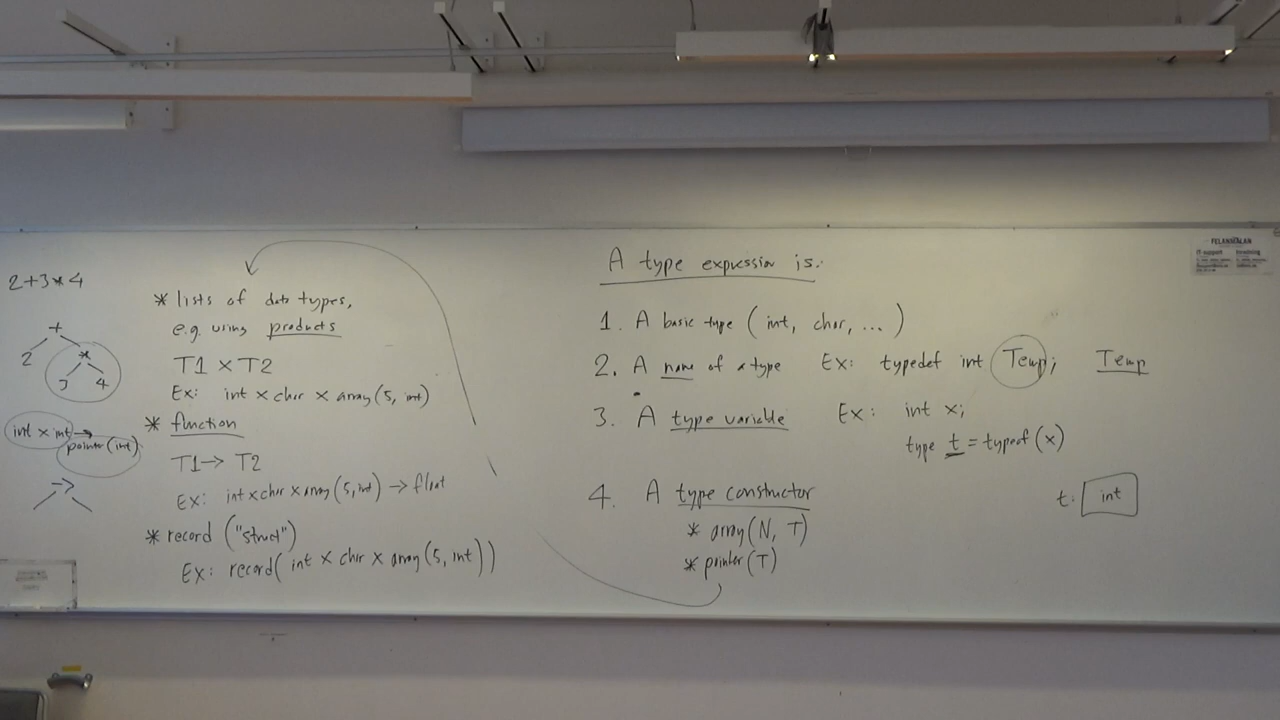 2+3*4
+
2 *
3 4
int × int →
pointer(int)
→
* lists of data types,
e.g. using products
T1 × T2
Ex: int × char × array(5, int)
* function
T1 → T2
Ex: int × char × array(5, int) → float
* record ("struct")
Ex: record(int × char × array(5, int))
A type expression is:
1. A basic type (int, char, ...)
2. A name of a type Ex: typedef int Temp; Temp
3. A type variable Ex: int x;
type t = typeof(x)
4. A type constructor t: int
* array(N, T)
* pointer(T)
FELANMÄLAN
IT-support